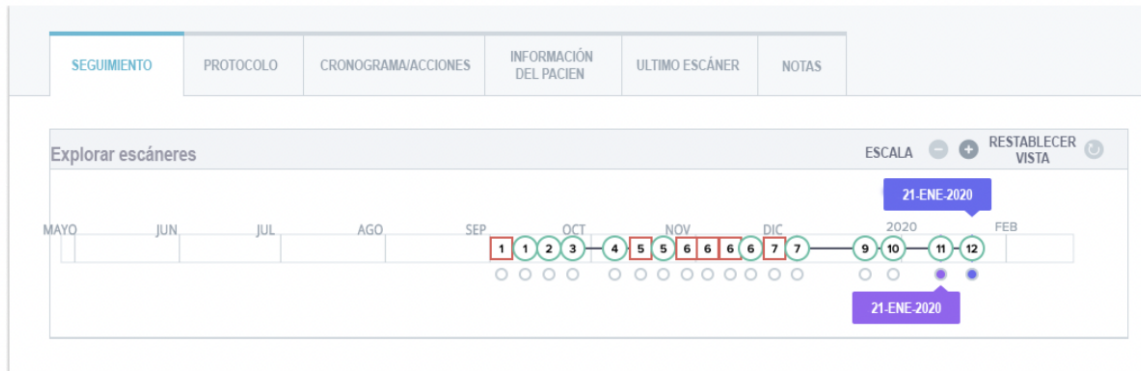 SEGUIMIENTO
PROTOCOLO
CRONOGRAMA/ACCIONES
INFORMACIÓN
DEL PACIEN
ULTIMO ESCÁNER
NOTAS
Explorar escáneres
ESCALA
RESTABLECER
VISTA
21-ENE-2020
MAYO JUN JUL AGO SEP OCT NOV DIC 2020 FEB
1 1 2 3 4 5 5 6 6 6 6 7 7 9 10 11 12
21-ENE-2020